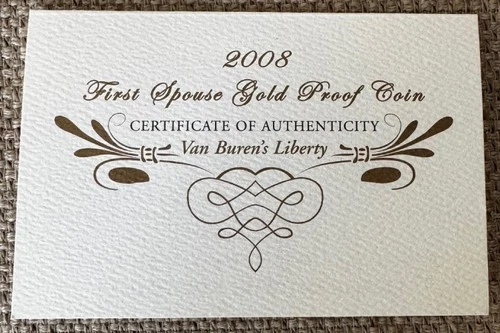 2008
First Spouse Gold Proof Coin
CERTIFICATE OF AUTHENTICITY
Van Buren's Liberty